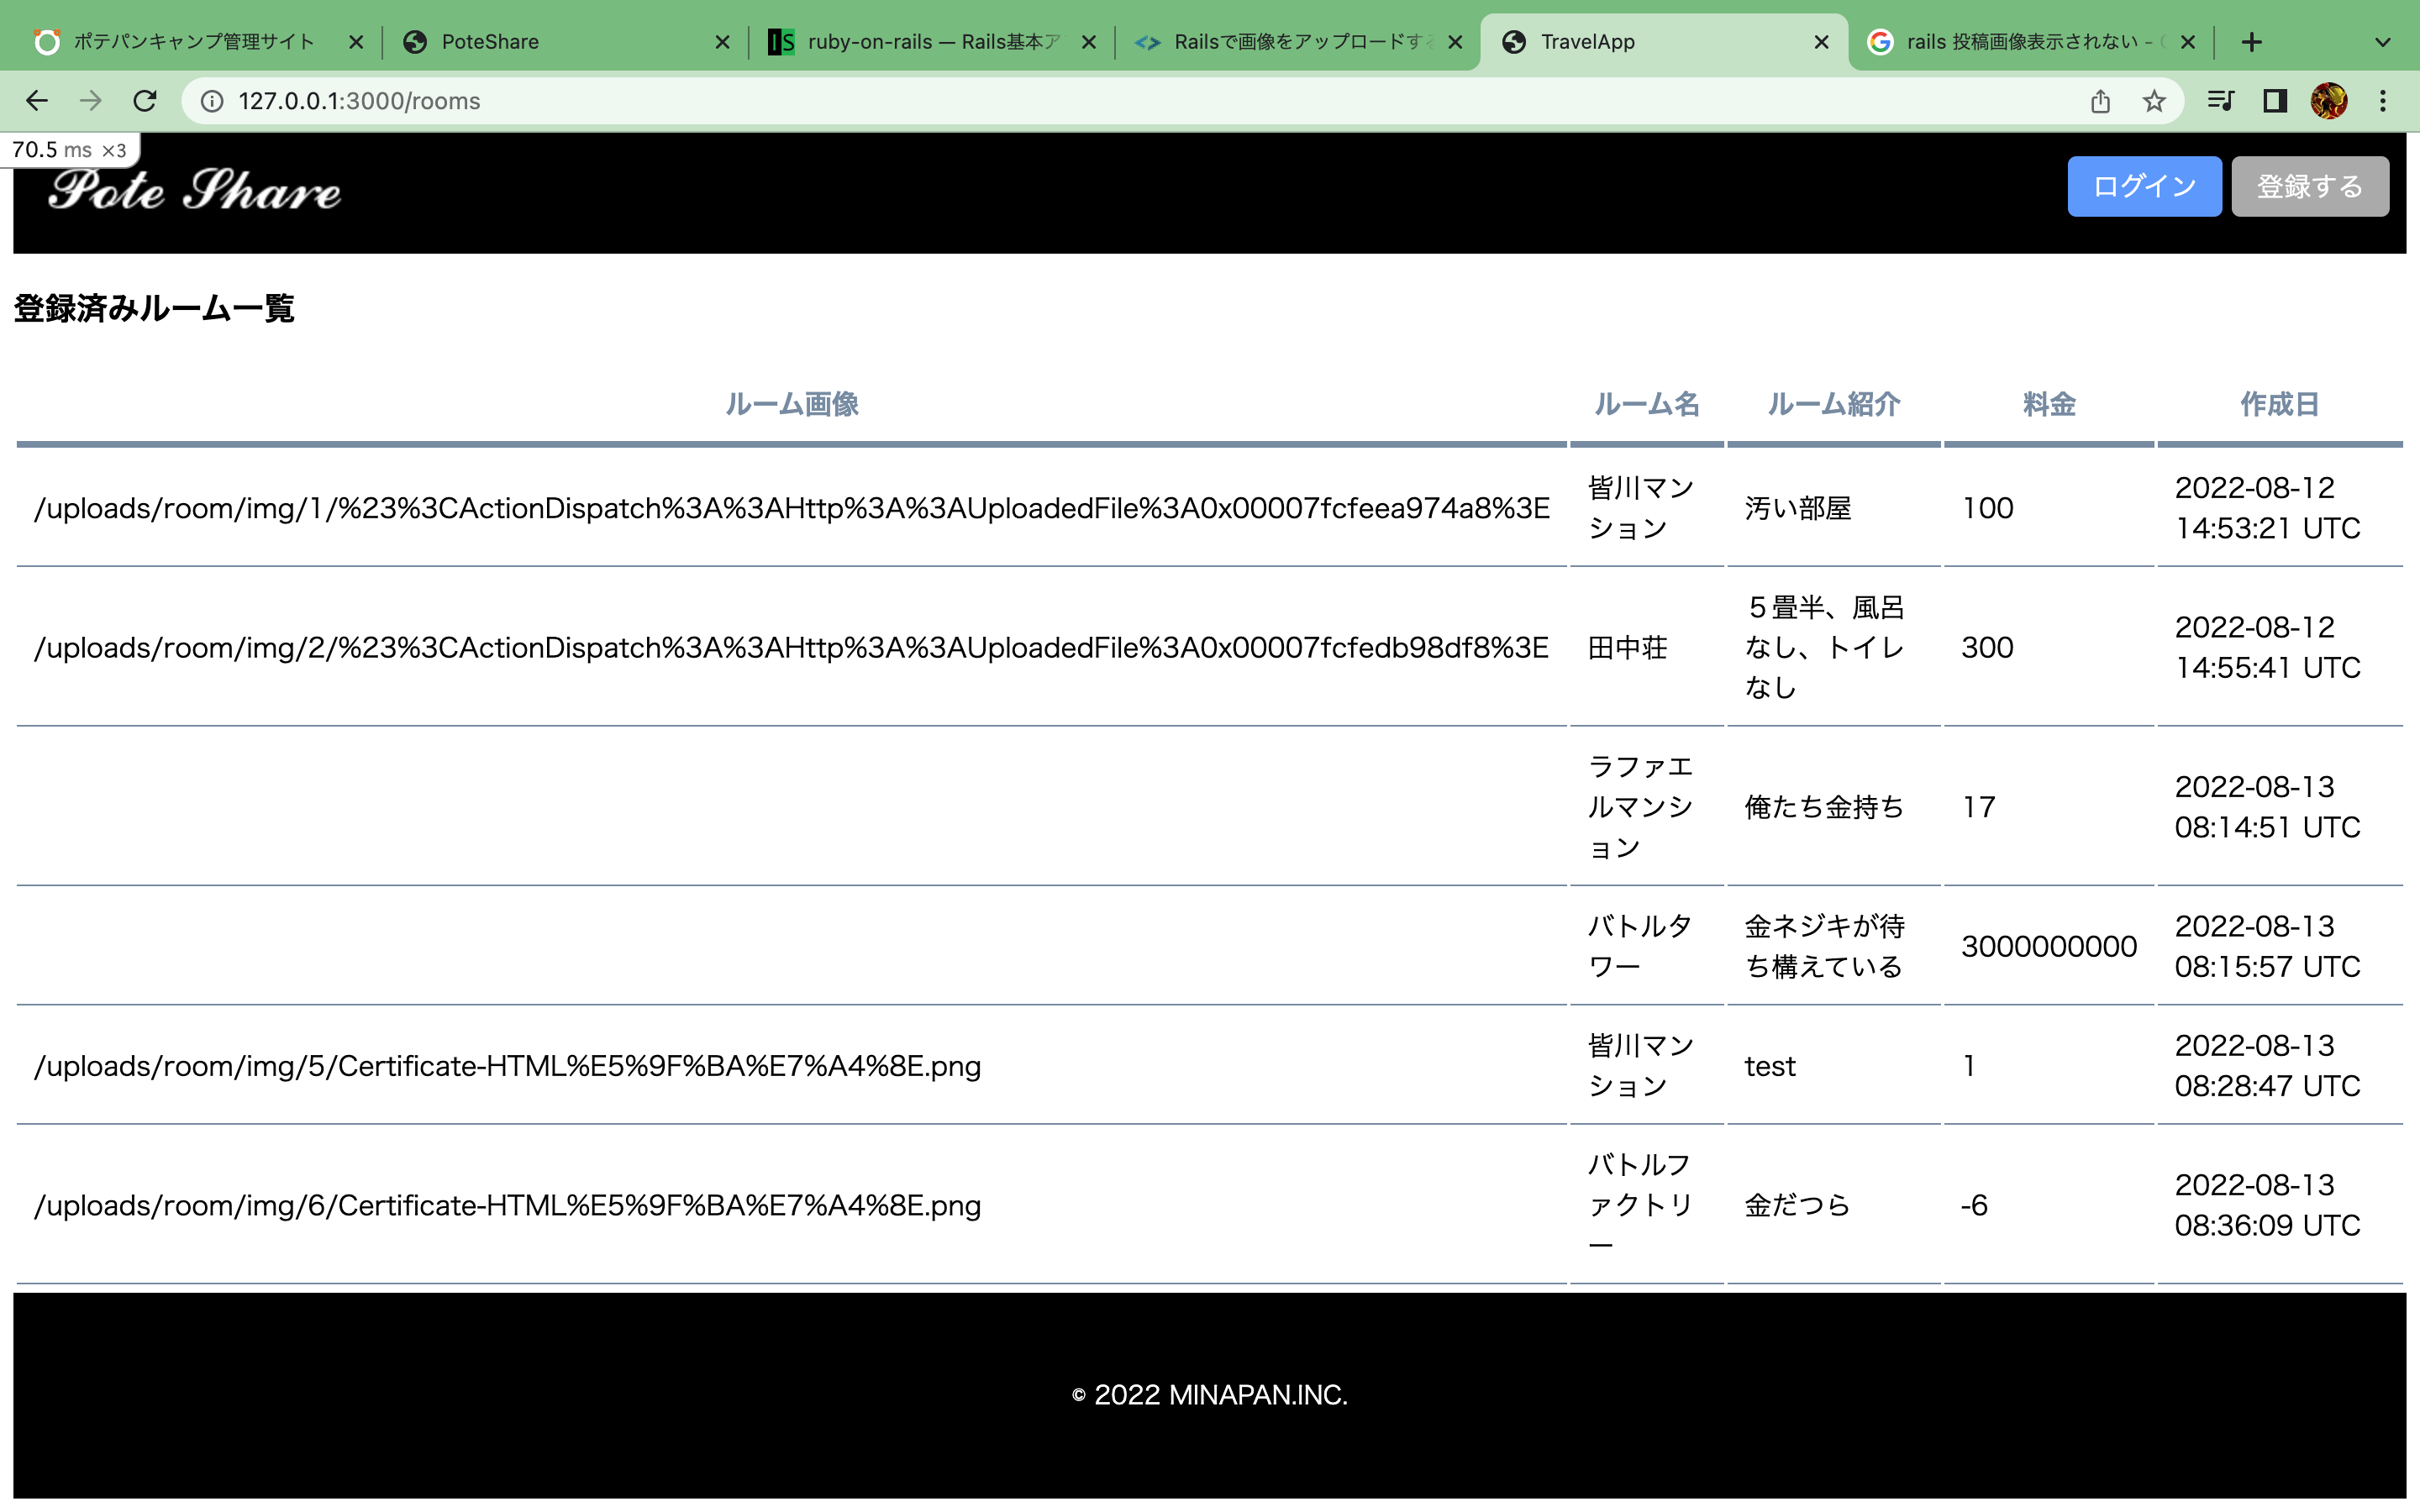 ポテパンキャンプ管理サイト
PoteShare
ruby-on-rails — Rails基本ア
Railsで画像をアップロードす
TravelApp
rails 投稿画像表示されない -
127.0.0.1:3000/rooms
70.5 ms ×3
Pote Share
ログイン
登録する
登録済みルーム一覧
ルーム画像 ルーム名 ルーム紹介 料金 作成日
/uploads/room/img/1/%23%3CActionDispatch%3A%3AHttp%3A%3AUploadedFile%3A0x00007fcfeea974a8%3E
皆川マン
ション
汚い部屋
100
2022-08-12
14:53:21 UTC
/uploads/room/img/2/%23%3CActionDispatch%3A%3AHttp%3A%3AUploadedFile%3A0x00007fcfedb98df8%3E
田中荘
５畳半、風呂
なし、トイレ
なし
300
2022-08-12
14:55:41 UTC
ラファエ
ルマンシ
ョン
俺たち金持ち
17
2022-08-13
08:14:51 UTC
バトルタ
ワー
金ネジキが待
ち構えている
3000000000
2022-08-13
08:15:57 UTC
/uploads/room/img/5/Certificate-HTML%E5%9F%BA%E7%A4%8E.png
皆川マン
ション
test
1
2022-08-13
08:28:47 UTC
/uploads/room/img/6/Certificate-HTML%E5%9F%BA%E7%A4%8E.png
バトルフ
ァクトリ
ー
金だつら
-6
2022-08-13
08:36:09 UTC
© 2022 MINAPAN.INC.